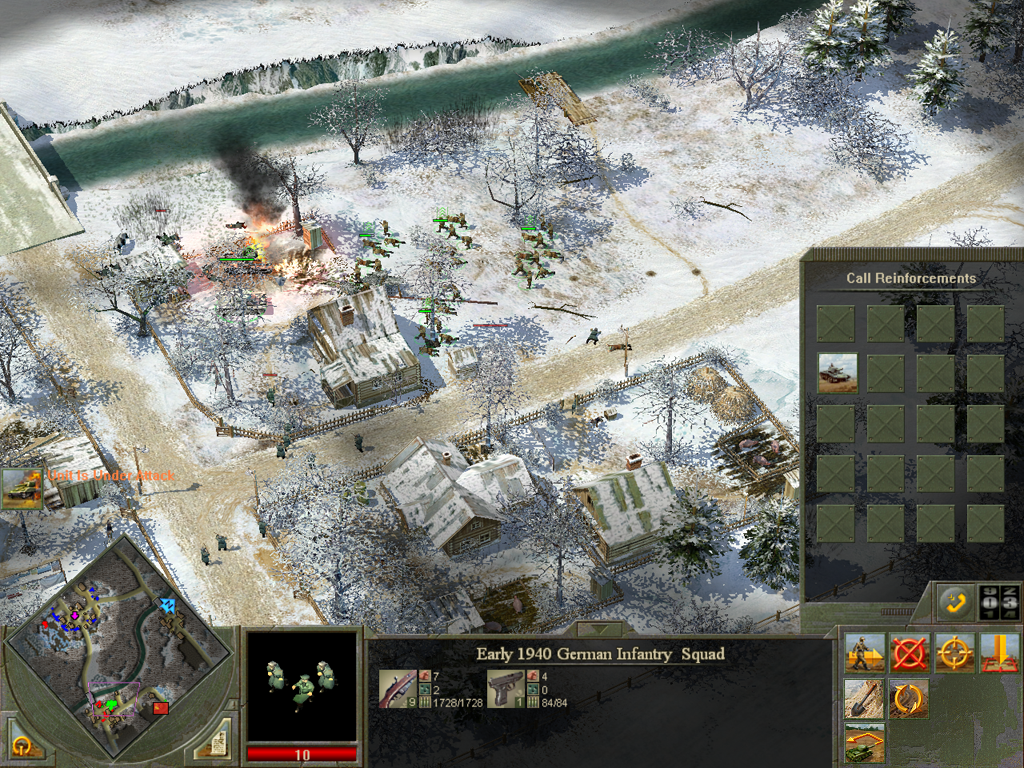 Call Reinforcements
Unit Is Under Attack
03
Early 1940 German Infantry Squad
7
2
9 1728/1728
4
0
1 84/84
10